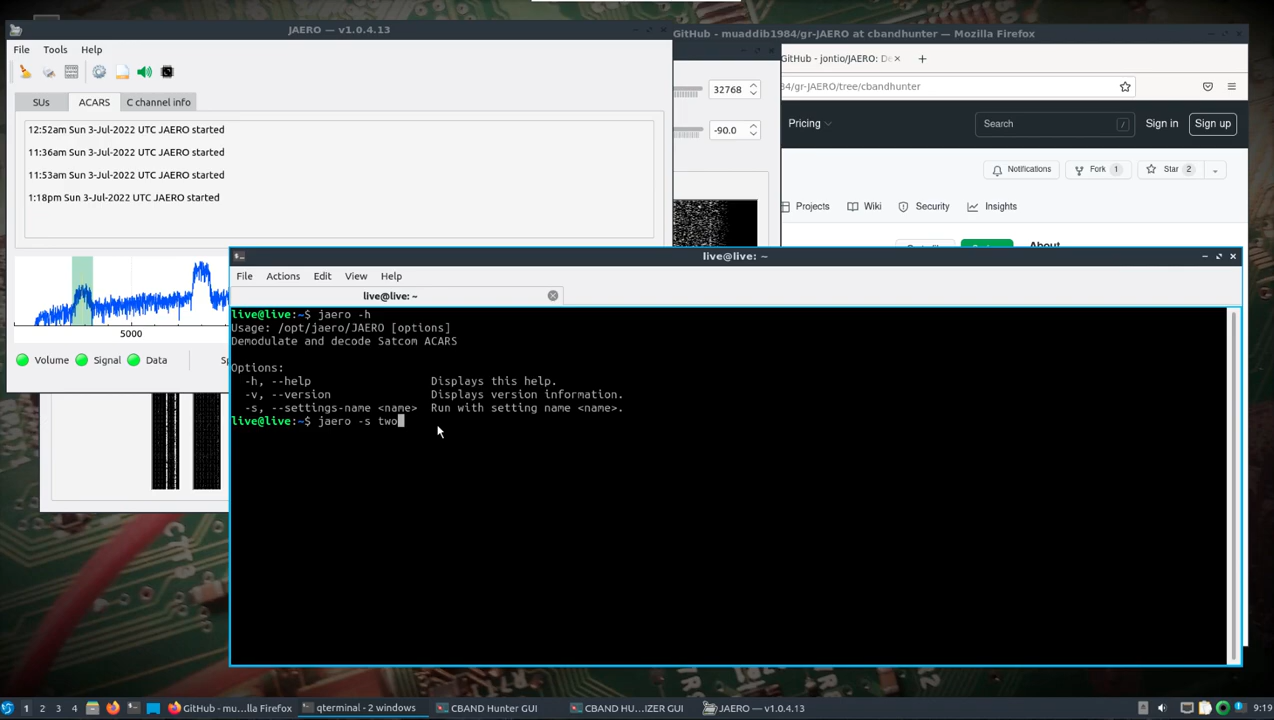 JAERO — v1.0.4.13
GitHub - muaddib1984/gr-JAERO at cbandhunter — Mozilla Firefox
File Tools Help
GitHub - jontio/JAERO: De
32768
84/gr-JAERO/tree/cbandhunter
SUs ACARS C channel info
-90.0
Pricing
Search /
Sign in Sign up
12:52am Sun 3-Jul-2022 UTC JAERO started
11:36am Sun 3-Jul-2022 UTC JAERO started
11:53am Sun 3-Jul-2022 UTC JAERO started
1:18pm Sun 3-Jul-2022 UTC JAERO started
Notifications Fork 1 Star 2
Projects Wiki Security Insights
About
live@live: ~
File Actions Edit View Help
live@live: ~
live@live:~$ jaero -h
Usage: /opt/jaero/JAERO [options]
Demodulate and decode Satcom ACARS
Options:
-h, --help Displays this help.
-v, --version Displays version information.
-s, --settings-name <name> Run with setting name <name>.
live@live:~$ jaero -s two
5000
Volume Signal Data Sp
1 2 3 4 GitHub - mu...lla Firefox qterminal - 2 windows CBAND Hunter GUI CBAND HU...IZER GUI JAERO — v1.0.4.13 9:19